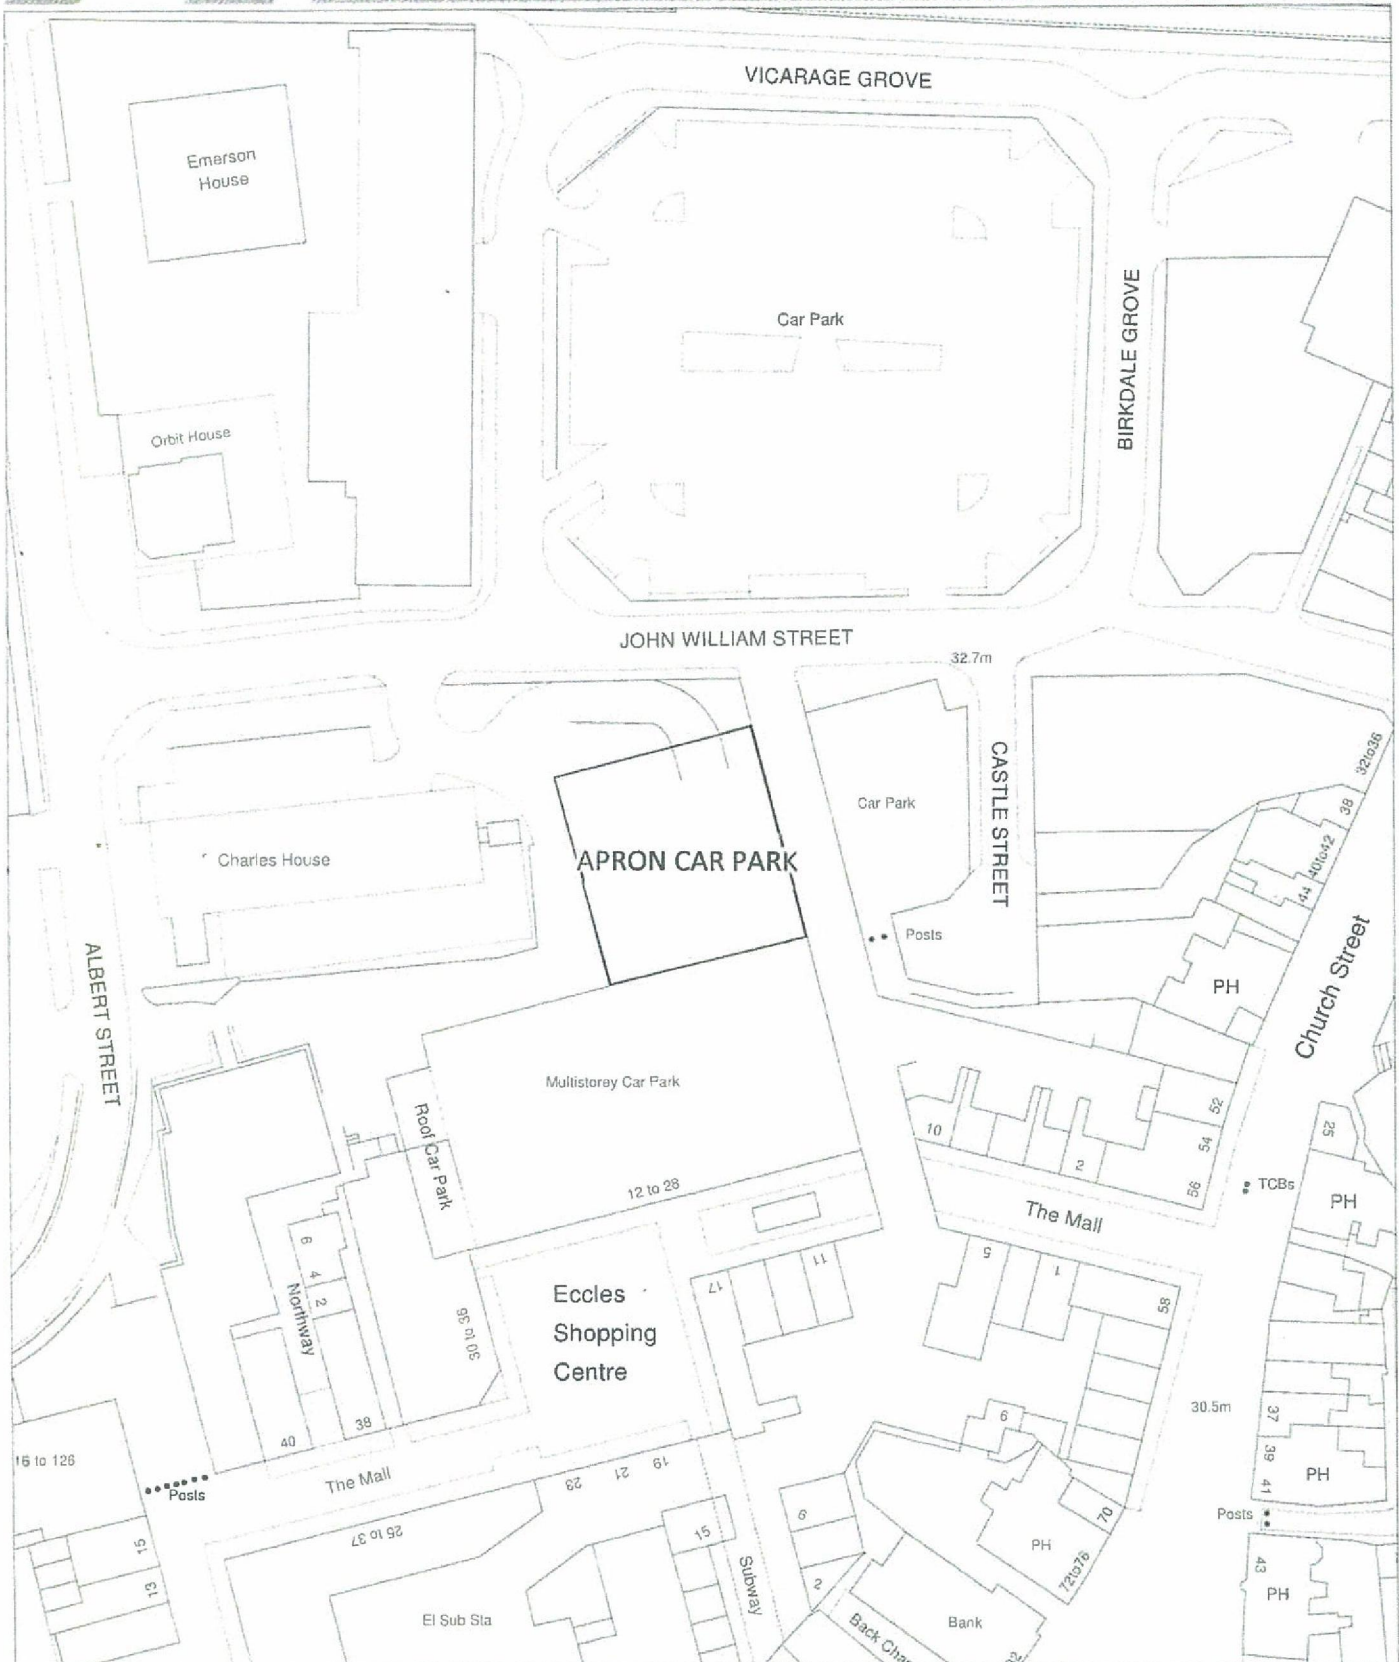 VICARAGE GROVE
Emerson
House
Car Park
BIRKDALE GROVE
Orbit House
JOHN WILLIAM STREET
32.7m
32to36
CASTLE STREET
Car Park
38
Charles House
APRON CAR PARK
40to42
44
Posts
ALBERT STREET
PH
Church Street
Multistorey Car Park
Roof Car Park
52
10
54
25
2
56
TCBs
12 to 28
PH
The Mall
6
4
2
Northway
5
1
11
17
58
Eccles
Shopping
Centre
30 to 36
38
40
9
30.5m
37
39
41
PH
16 to 126
The Mall
Posts
19
21
23
25 to 37
6
2
70
PH
72to76
Posts
15
13
15
Subway
43
PH
El Sub Sta
Bank
Back Cha